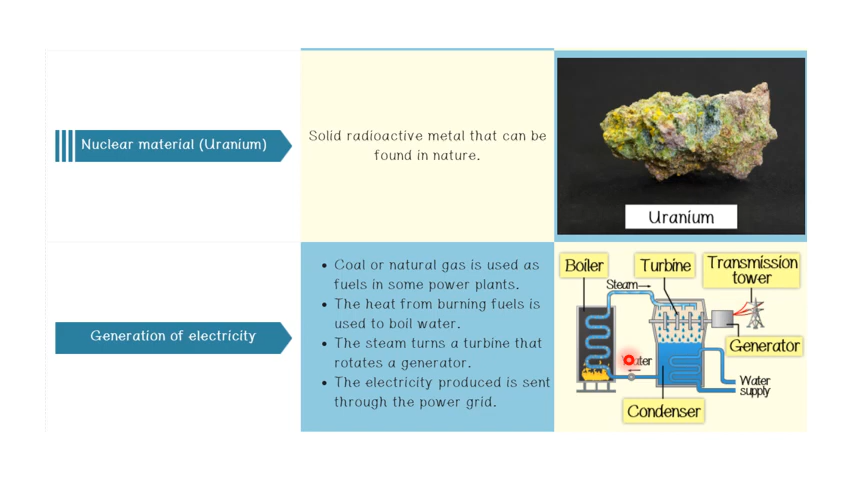 Nuclear material (Uranium)
Solid radioactive metal that can be
found in nature.
Uranium
Generation of electricity
• Coal or natural gas is used as
fuels in some power plants.
• The heat from burning fuels is
used to boil water.
• The steam turns a turbine that
rotates a generator.
• The electricity produced is sent
through the power grid.
Boiler
Turbine
Transmission
tower
Steam
Generator
Water
supply
Condenser